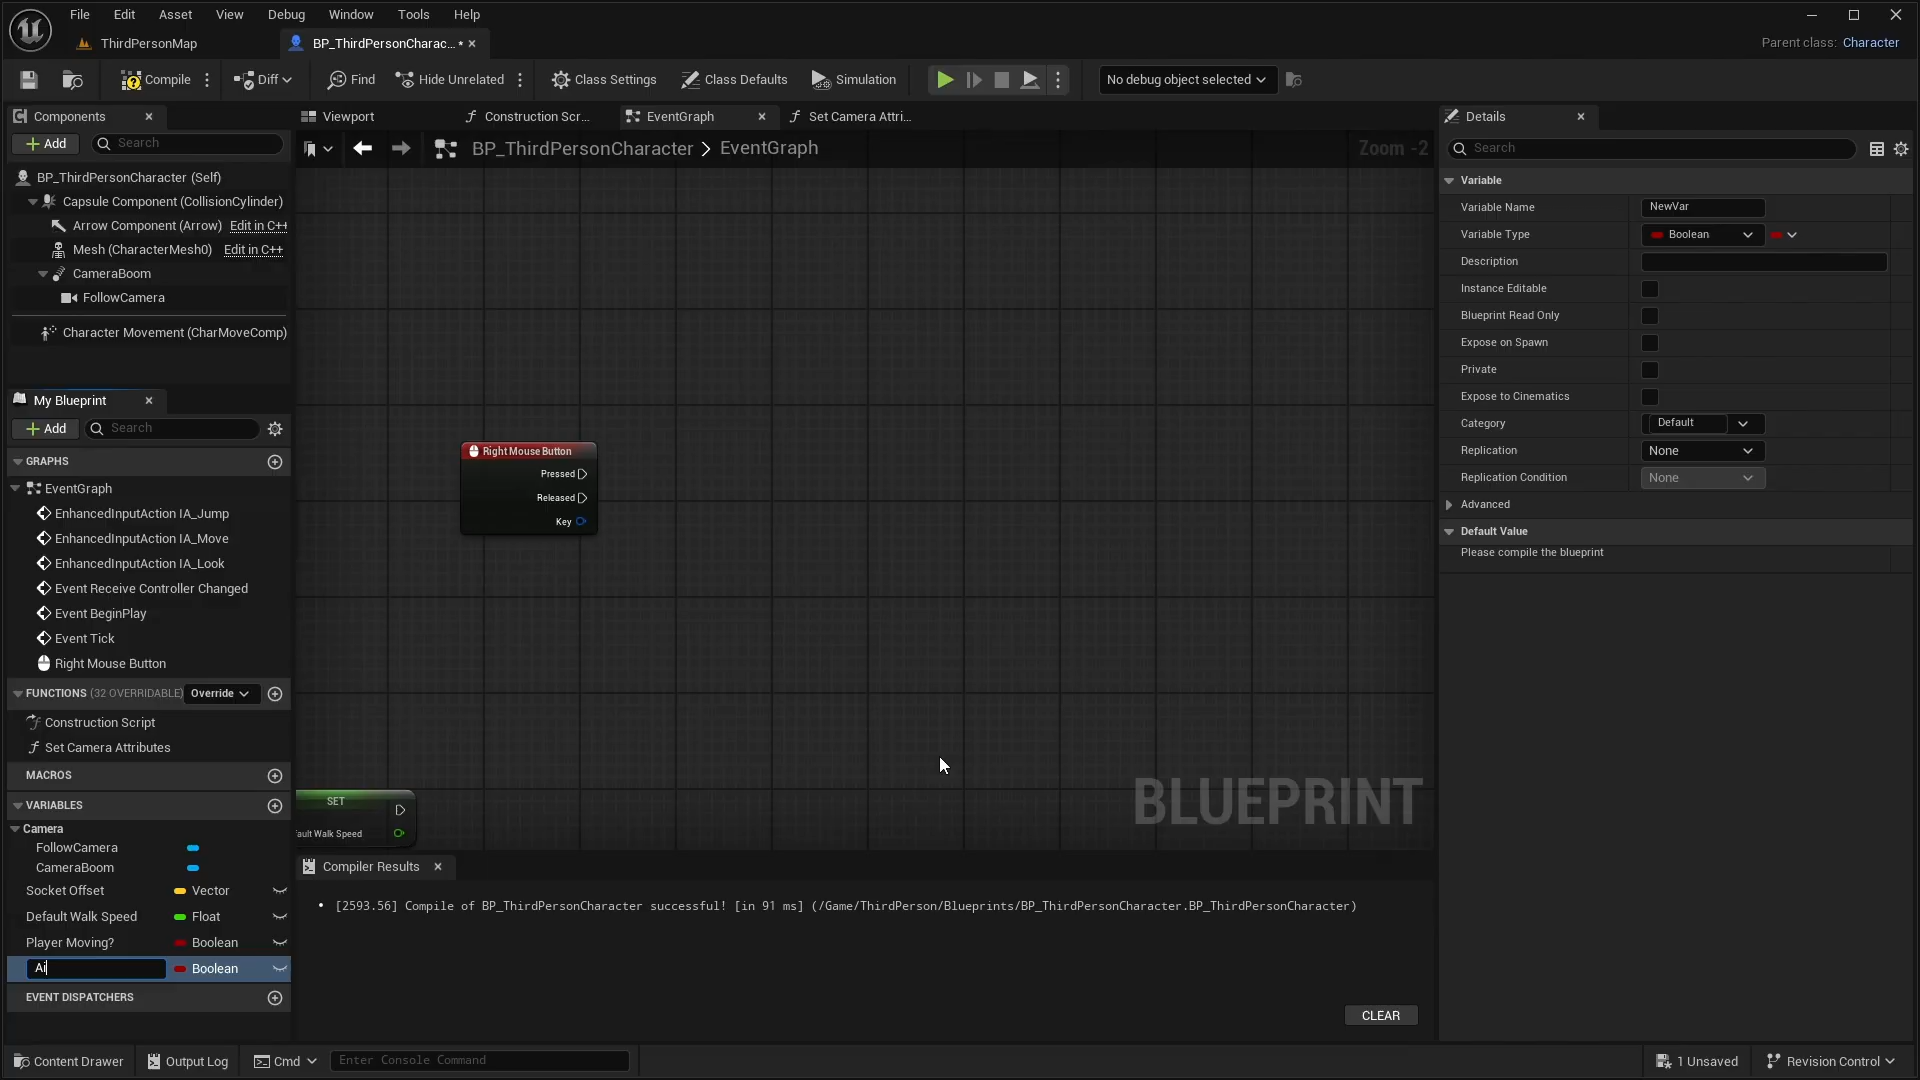 File Edit Asset View Debug Window Tools Help
ThirdPersonMap
BP_ThirdPersonCharac... •
Parent class: Character
Compile
Diff
Find
Hide Unrelated
Class Settings
Class Defaults
Simulation
No debug object selected
Components
Add
Search
BP_ThirdPersonCharacter (Self)
Capsule Component (CollisionCylinder)
Arrow Component (Arrow) Edit in C++
Mesh (CharacterMesh0) Edit in C++
CameraBoom
FollowCamera
Character Movement (CharMoveComp)
My Blueprint
Add
Search
GRAPHS
EventGraph
EnhancedInputAction IA_Jump
EnhancedInputAction IA_Move
EnhancedInputAction IA_Look
Event Receive Controller Changed
Event BeginPlay
Event Tick
Right Mouse Button
FUNCTIONS (32 OVERRIDABLE) Override
Construction Script
Set Camera Attributes
MACROS
VARIABLES
Camera
FollowCamera
CameraBoom
Socket Offset Vector
Default Walk Speed Float
Player Moving? Boolean
Ai Boolean
EVENT DISPATCHERS
Viewport
Construction Scr...
EventGraph
Set Camera Attri...
BP_ThirdPersonCharacter > EventGraph
Zoom -2
Right Mouse Button
Pressed
Released
Key
SET
ault Walk Speed
BLUEPRINT
Compiler Results
• [2593.56] Compile of BP_ThirdPersonCharacter successful! [in 91 ms] (/Game/ThirdPerson/Blueprints/BP_ThirdPersonCharacter.BP_ThirdPersonCharacter)
CLEAR
Details
Search
Variable
Variable Name NewVar
Variable Type Boolean
Description
Instance Editable
Blueprint Read Only
Expose on Spawn
Private
Expose to Cinematics
Category Default
Replication None
Replication Condition None
Advanced
Default Value
Please compile the blueprint
Content Drawer
Output Log
Cmd
Enter Console Command
1 Unsaved
Revision Control